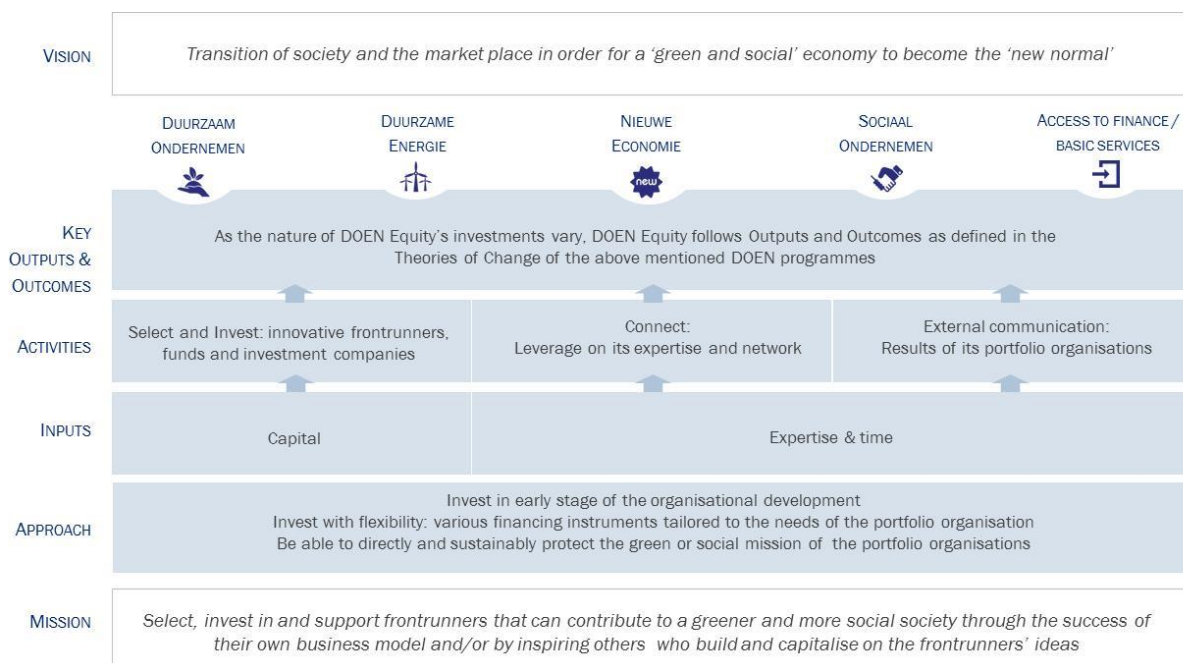 VISION
Transition of society and the market place in order for a ‘green and social’ economy to become the ‘new normal’
DUURZAAM
ONDERNEMEN
DUURZAME
ENERGIE
NIEUWE
ECONOMIE
SOCIAAL
ONDERNEMEN
ACCESS TO FINANCE /
BASIC SERVICES
new
KEY
OUTPUTS &
OUTCOMES
As the nature of DOEN Equity’s investments vary, DOEN Equity follows Outputs and Outcomes as defined in the
Theories of Change of the above mentioned DOEN programmes
ACTIVITIES
Select and Invest: innovative frontrunners,
funds and investment companies
Connect:
Leverage on its expertise and network
External communication:
Results of its portfolio organisations
INPUTS
Capital
Expertise & time
APPROACH
Invest in early stage of the organisational development
Invest with flexibility: various financing instruments tailored to the needs of the portfolio organisation
Be able to directly and sustainably protect the green or social mission of the portfolio organisations
MISSION
Select, invest in and support frontrunners that can contribute to a greener and more social society through the success of
their own business model and/or by inspiring others who build and capitalise on the frontrunners’ ideas